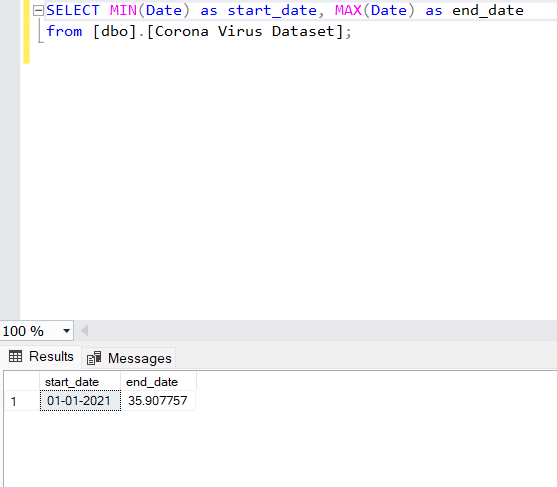 SELECT MIN(Date) as start_date, MAX(Date) as end_date
from [dbo].[Corona Virus Dataset];
100 %
Results Messages
start_date end_date
1 01-01-2021 35.907757